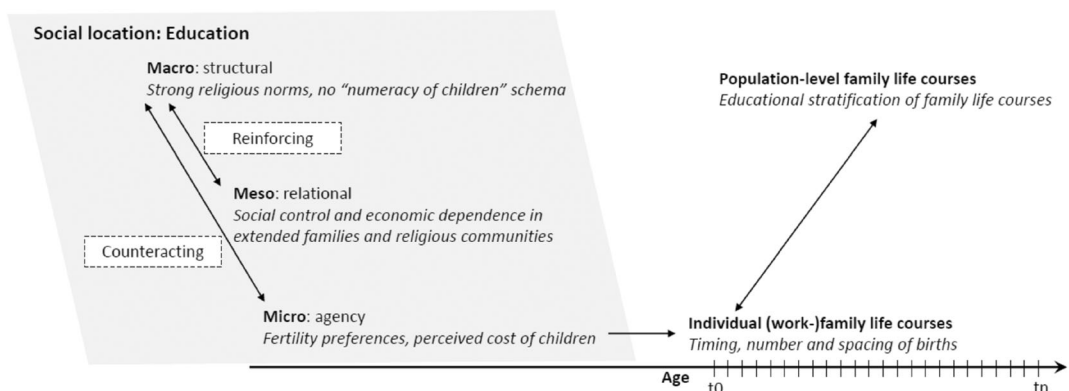 Social location: Education
Macro: structural
Strong religious norms, no “numeracy of children” schema
Reinforcing
Meso: relational
Social control and economic dependence in
extended families and religious communities
Counteracting
Micro: agency
Fertility preferences, perceived cost of children
Population-level family life courses
Educational stratification of family life courses
Individual (work-)family life courses
Timing, number and spacing of births
Age
t0
tn